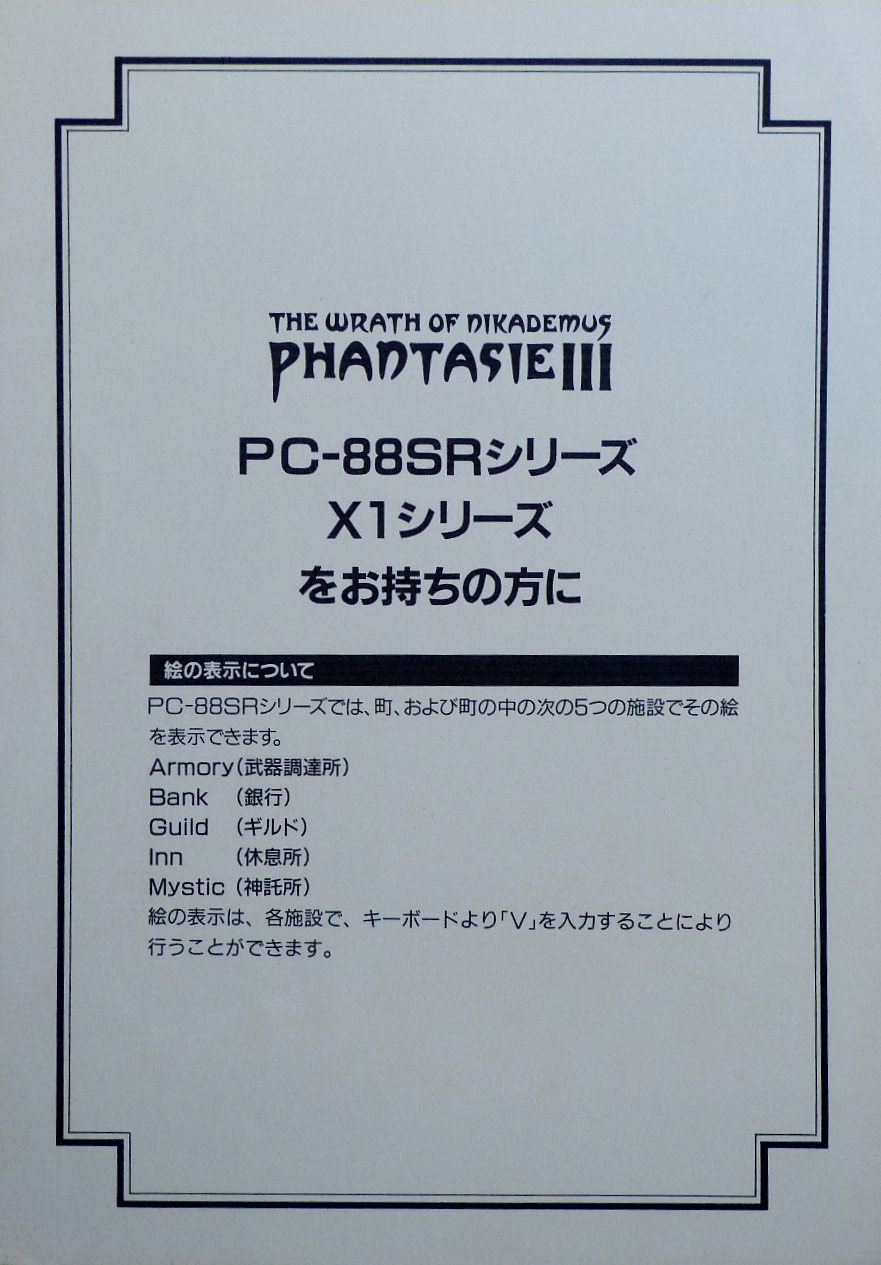 THE WRATH OF NIKADEMUS
PHANTASIE III
PC-88SRシリーズ
X1シリーズ
をお持ちの方に
絵の表示について
PC-88SRシリーズでは、町、および町の中の次の5つの施設でその絵
を表示できます。
Armory(武器調達所)
Bank (銀行)
Guild (ギルド)
Inn (休息所)
Mystic (神託所)
絵の表示は、各施設で、キーボードより「V」を入力することにより
行うことができます。